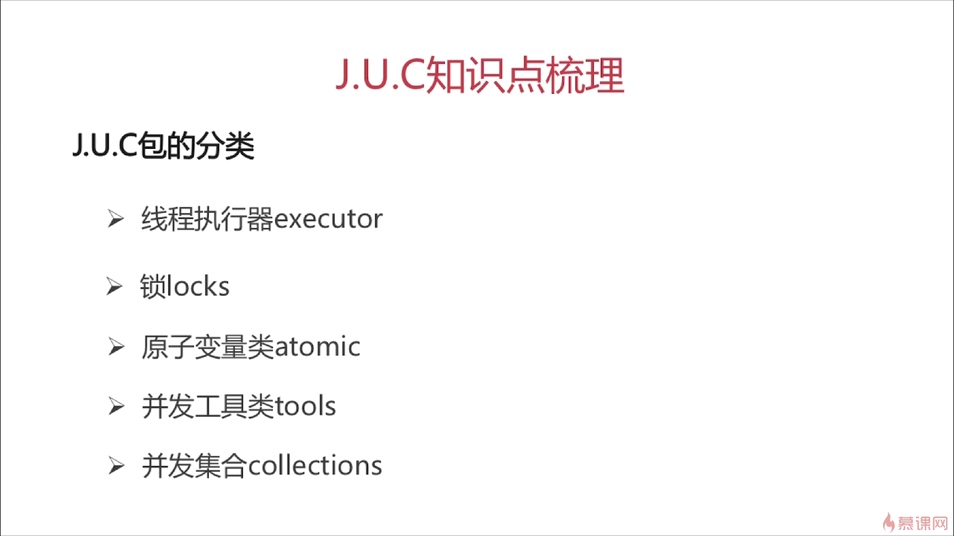 J.U.C知识点梳理
J.U.C包的分类
线程执行器executor
锁locks
原子变量类atomic
并发工具类tools
并发集合collections
慕课网